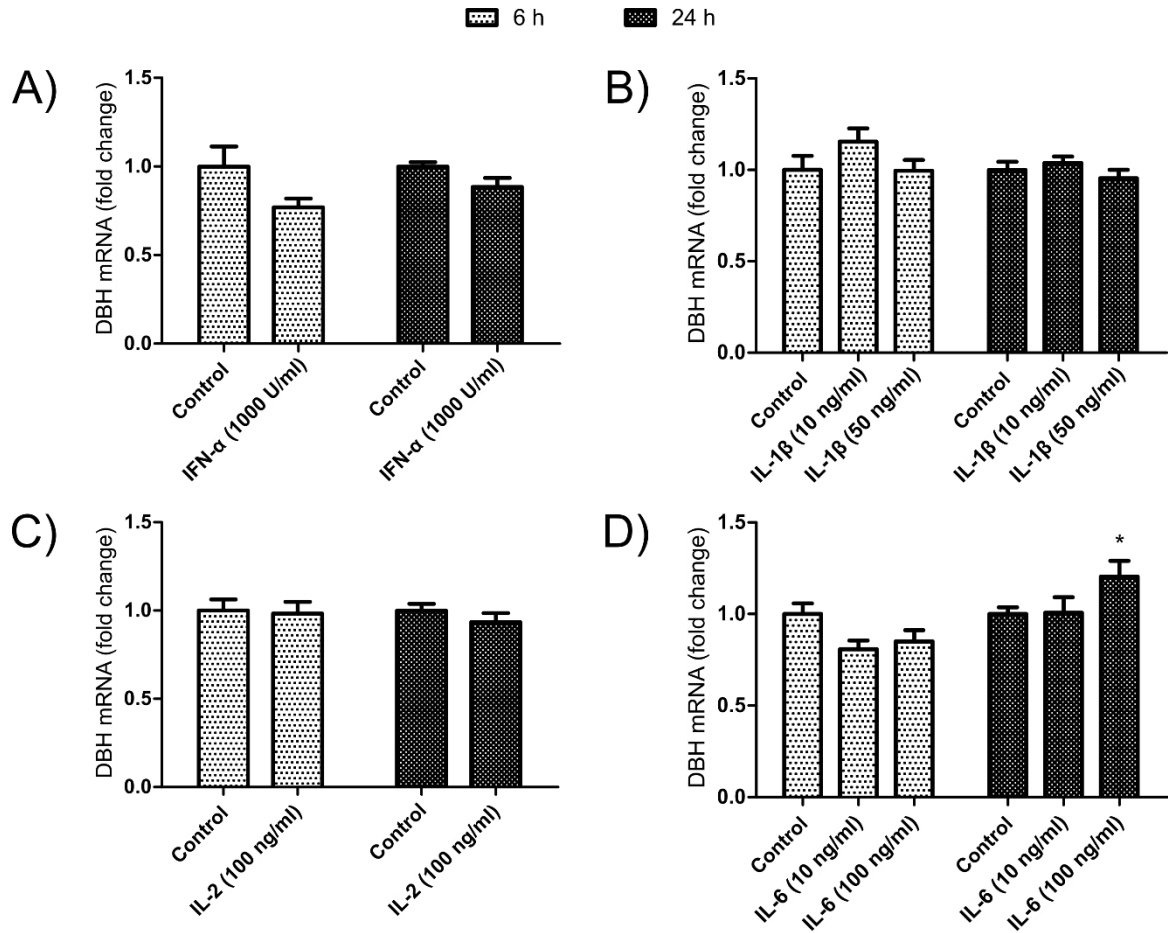 6 h
24 h
A)
DBH mRNA (fold change)
1.5
1.0
0.5
0.0
Control
IFN-α (1000 U/ml)
Control
IFN-α (1000 U/ml)
B)
DBH mRNA (fold change)
1.5
1.0
0.5
0.0
Control
IL-1β (10 ng/ml)
IL-1β (50 ng/ml)
Control
IL-1β (10 ng/ml)
IL-1β (50 ng/ml)
C)
DBH mRNA (fold change)
1.5
1.0
0.5
0.0
Control
IL-2 (100 ng/ml)
Control
IL-2 (100 ng/ml)
D)
DBH mRNA (fold change)
1.5
1.0
0.5
0.0
*
Control
IL-6 (10 ng/ml)
IL-6 (100 ng/ml)
Control
IL-6 (10 ng/ml)
IL-6 (100 ng/ml)